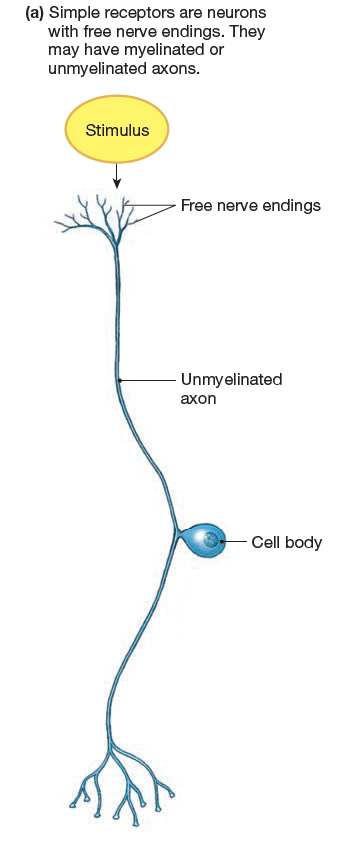 (a) Simple receptors are neurons
with free nerve endings. They
may have myelinated or
unmyelinated axons.
Stimulus
Free nerve endings
Unmyelinated
axon
Cell body